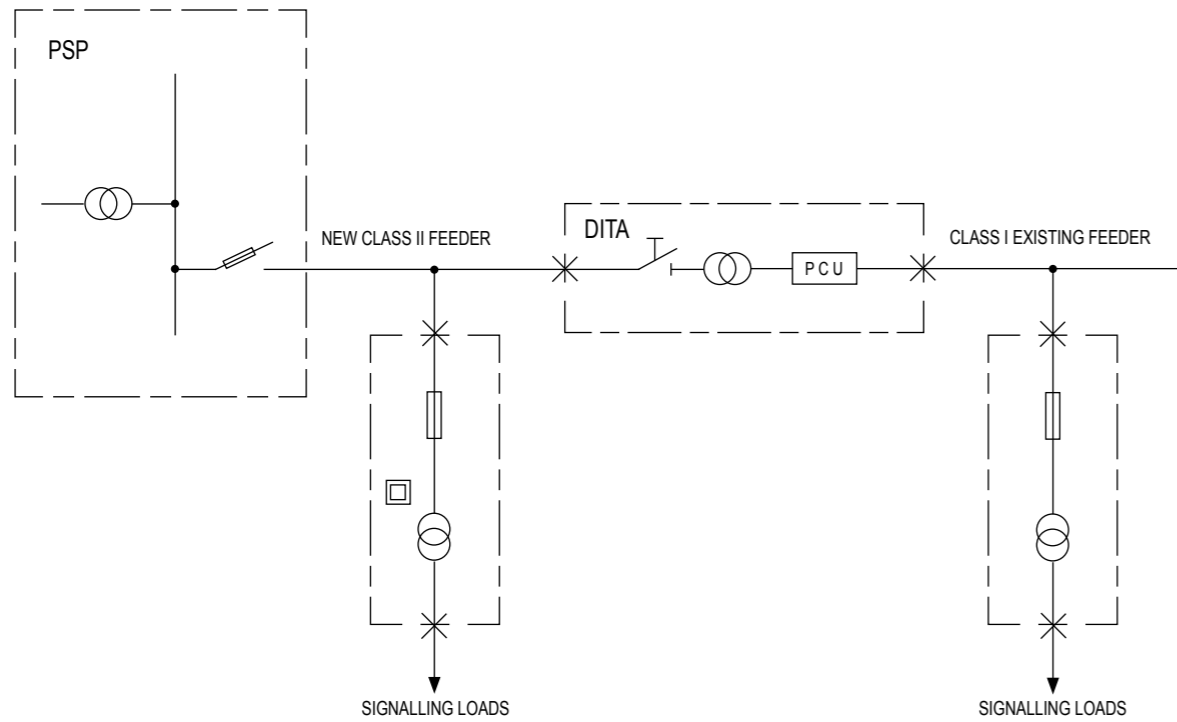 PSP
NEW CLASS II FEEDER
DITA
PCU
CLASS I EXISTING FEEDER
SIGNALLING LOADS
SIGNALLING LOADS